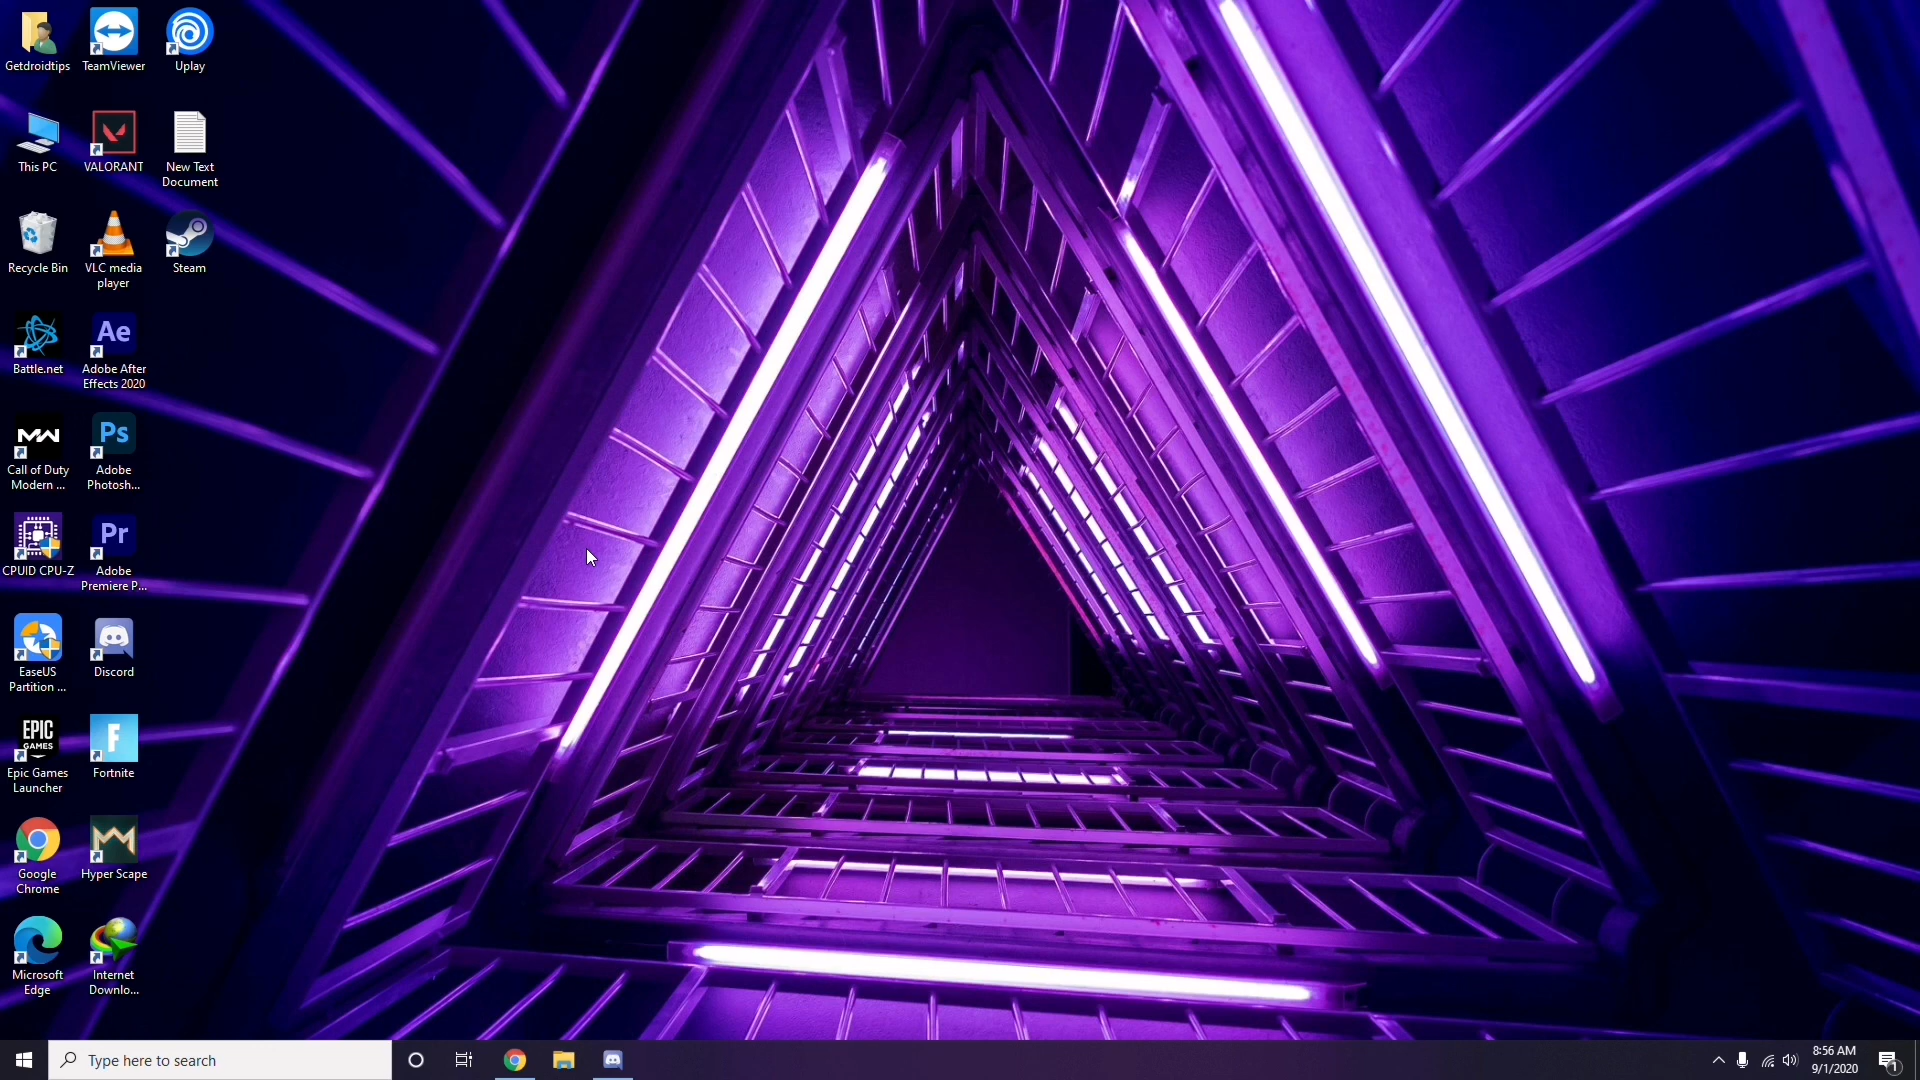 Getdroidtips
TeamViewer
Uplay
This PC
VALORANT
New Text
Document
Recycle Bin
VLC media
player
Steam
Battle.net
Ae
Adobe After
Effects 2020
Call of Duty
Modern ...
Ps
Adobe
Photosh...
CPUID CPU-Z
Pr
Adobe
Premiere P...
EaseUS
Partition ...
Discord
EPIC
GAMES
Epic Games
Launcher
F
Fortnite
Google
Chrome
Hyper Scape
Microsoft
Edge
Internet
Downlo...
Type here to search
8:56 AM
9/1/2020
1